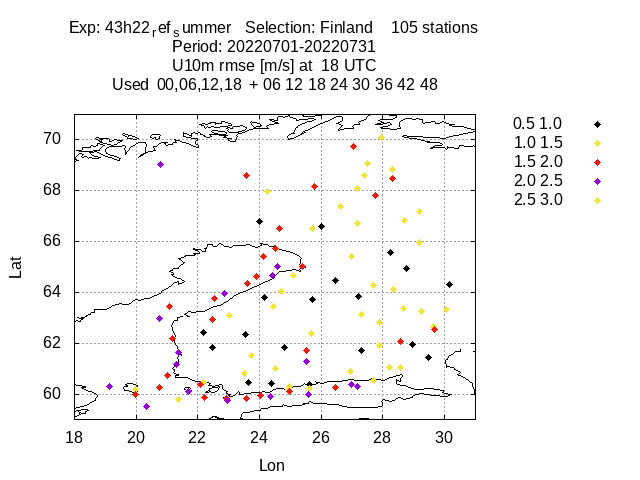 Exp: 43h22refsummer Selection: Finland 105 stations
Period: 20220701-20220731
U10m rmse [m/s] at 18 UTC
Used 00,06,12,18 + 06 12 18 24 30 36 42 48
0.5 1.0
1.0 1.5
1.5 2.0
2.0 2.5
2.5 3.0
70
68
66
64
62
60
Lat
18 20 22 24 26 28 30
Lon